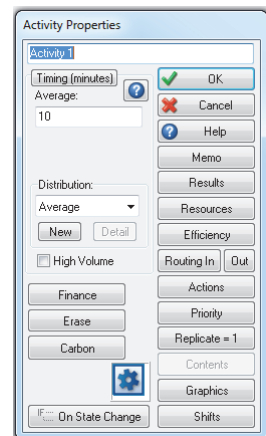 Activity Properties
Activity 1
Timing (minutes)
Average:
10
Distribution:
Average
New Detail
High Volume
Finance
Erase
Carbon
IF On State Change
OK
Cancel
Help
Memo
Results
Resources
Efficiency
Routing In Out
Actions
Priority
Replicate = 1
Contents
Graphics
Shifts